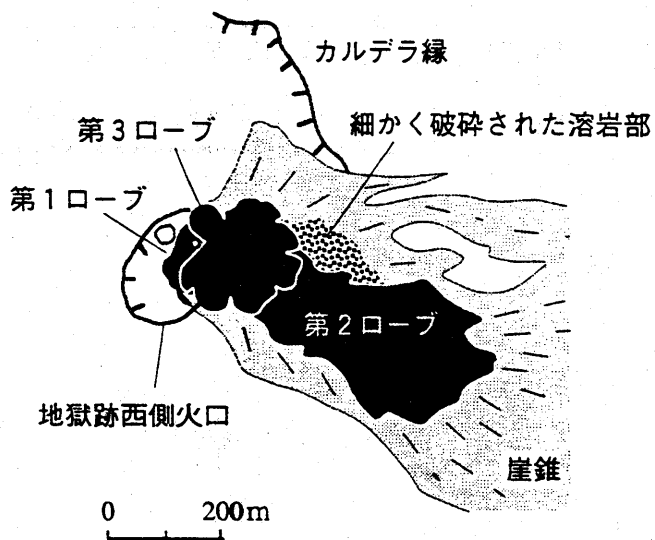 カルデラ縁
細かく破砕された溶岩部
第3ローブ
第1ローブ
第2ローブ
地獄跡西側火口
崖錐
0 200m